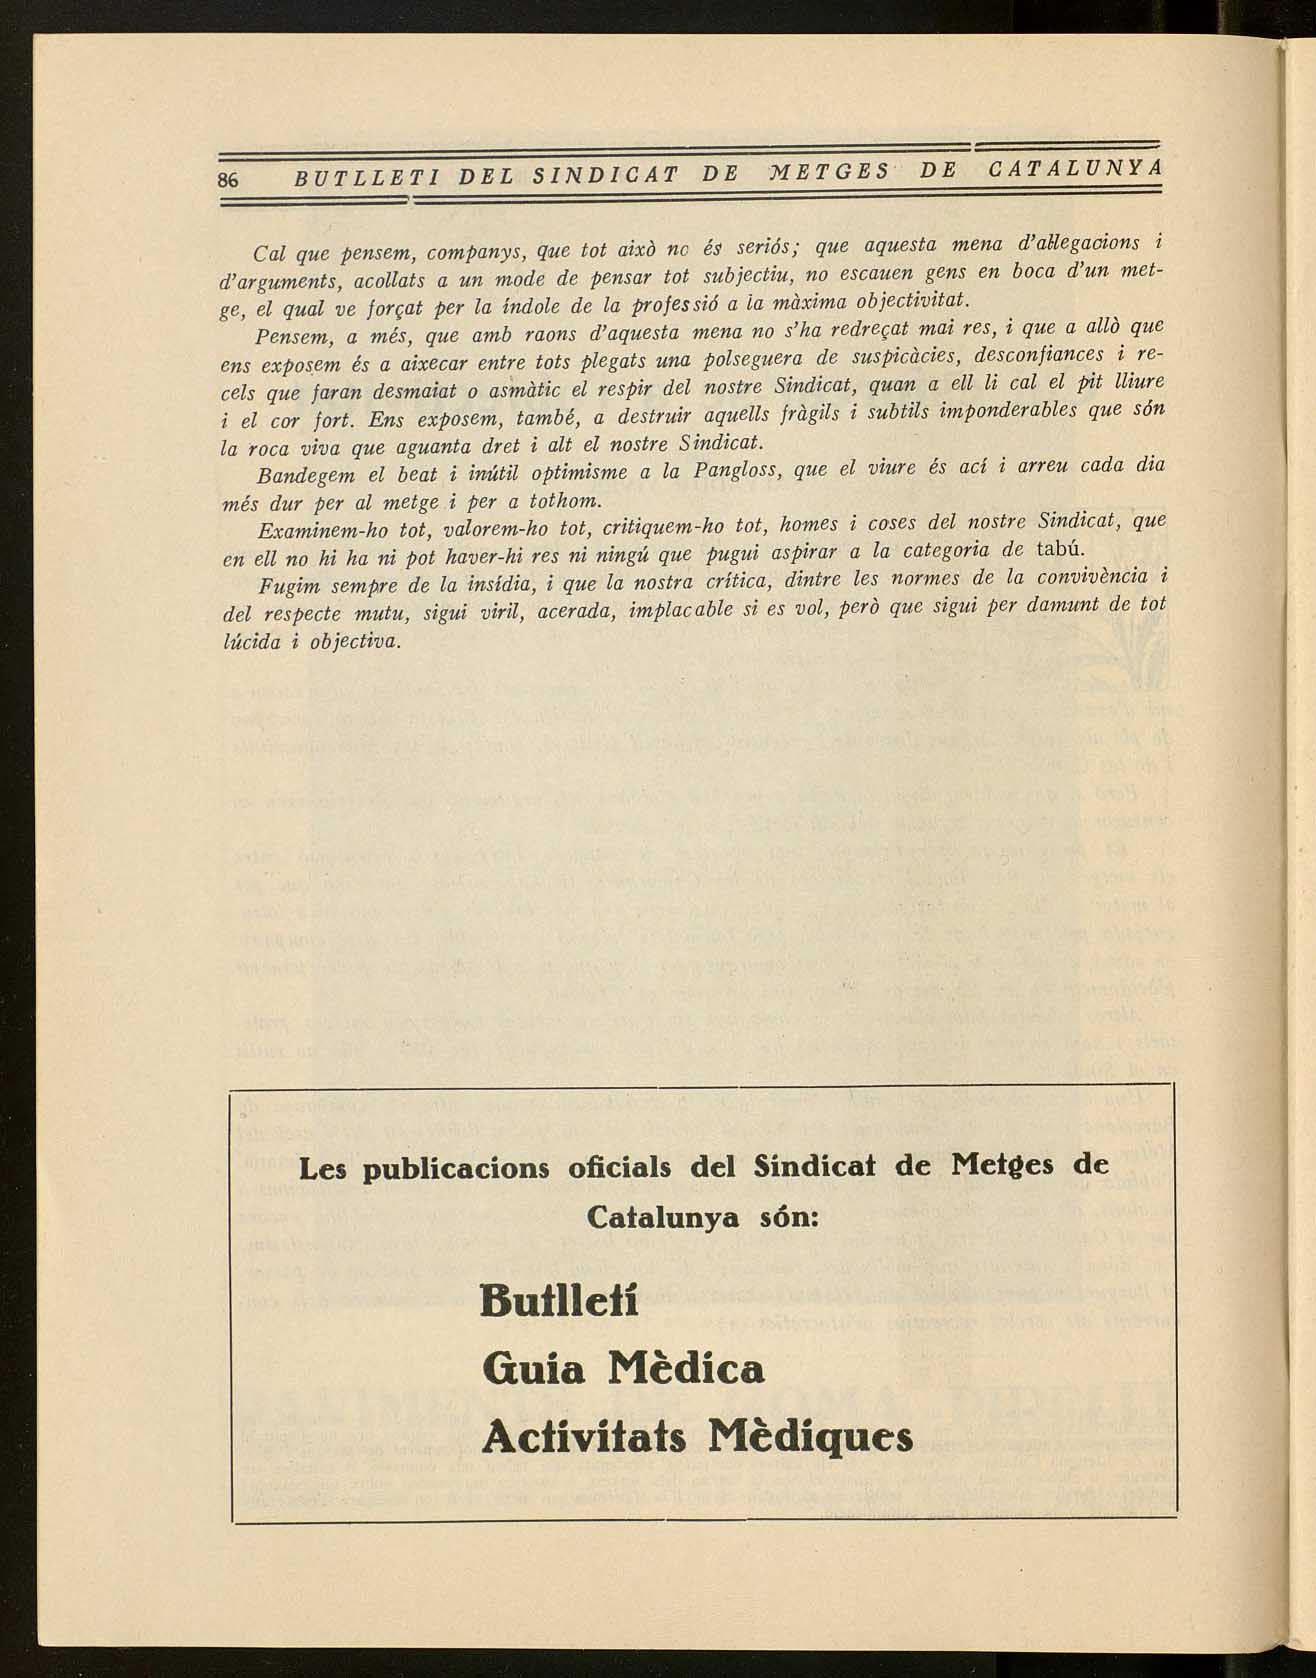 86 BUTLLETI DEL SINDICAT DE METGES DE CATALUNYA
Cal que pensem, companys, que tot això no és seriós; que aquesta mena d'al·legacions i
d'arguments, acollats a un mode de pensar tot subjectiu, no escauen gens en boca d'un met-
ge, el qual ve forçat per la índole de la professió a la màxima objectivitat.
Pensem, a més, que amb raons d'aquesta mena no s'ha redreçat mai res, i que a allò que
ens exposem és a aixecar entre tots plegats una polseguera de suspicàcies, desconfiances i re-
cels que faran desmaiat o asmàtic el respir del nostre Sindicat, quan a ell li cal el pit lliure
i el cor fort. Ens exposem, també, a destruir aquells fràgils i subtils imponderables que són
la roca viva que aguanta dret i alt el nostre Sindicat.
Bandegem el beat i inútil optimisme a la Pangloss, que el viure és ací i arreu cada dia
més dur per al metge i per a tothom.
Examinem-ho tot, valorem-ho tot, critiquem-ho tot, homes i coses del nostre Sindicat, que
en ell no hi ha ni pot haver-hi res ni ningú que pugui aspirar a la categoria de tabú.
Fugim sempre de la insídia, i que la nostra crítica, dintre les normes de la convivència i
del respecte mutu, sigui viril, acerada, implacable si es vol, però que sigui per damunt de tot
lúcida i objectiva.
Les publicacions oficials del Sindicat de Metges de
Catalunya són:
Butlletí
Guia Mèdica
Activitats Mèdiques